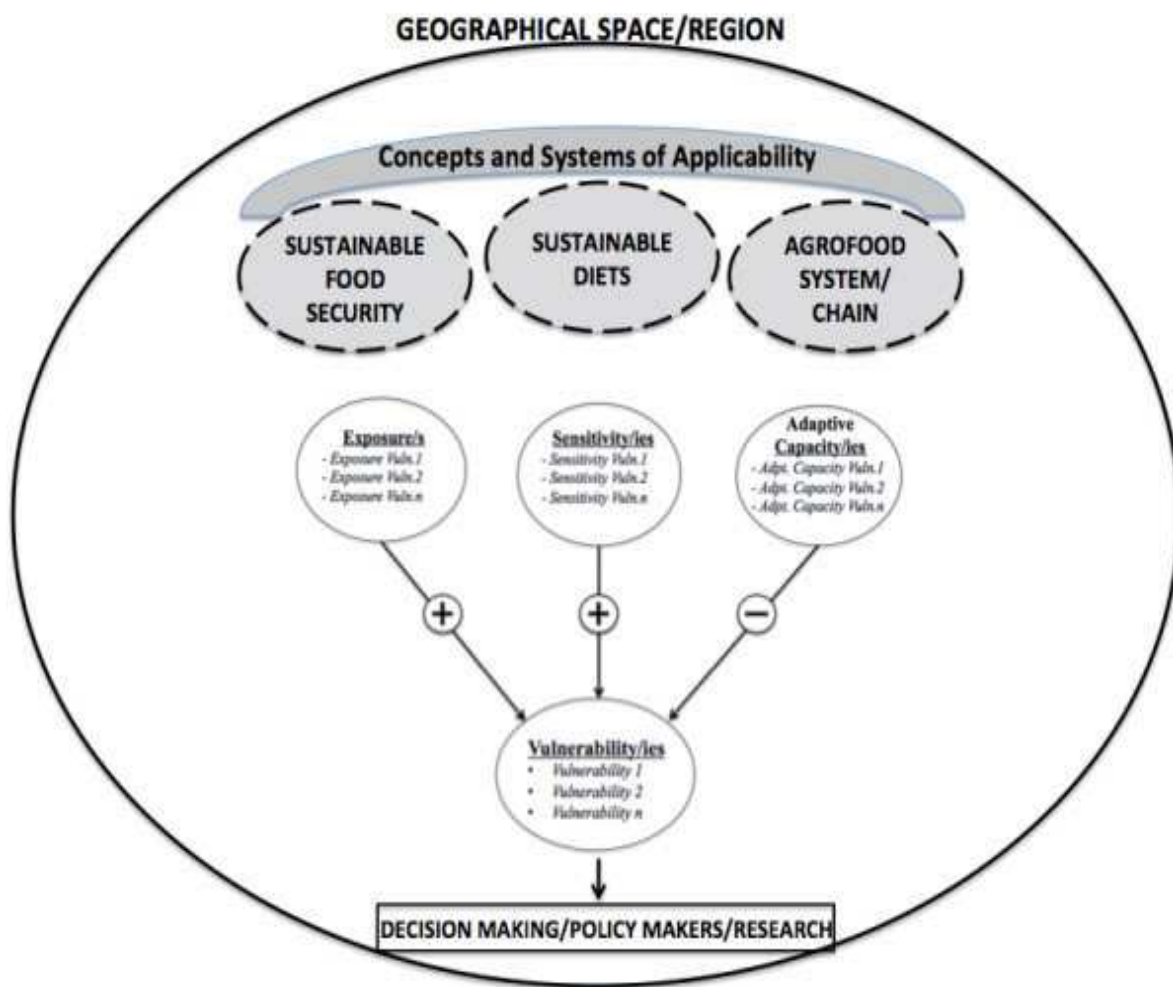 GEOGRAPHICAL SPACE/REGION
Concepts and Systems of Applicability
SUSTAINABLE
FOOD
SECURITY
SUSTAINABLE
DIETS
AGROFOOD
SYSTEM/
CHAIN
Exposure/s
- Exposure Vuln.1
- Exposure Vuln.2
- Exposure Vuln.n
Sensitivity/ies
- Sensitivity Vuln.1
- Sensitivity Vuln.2
- Sensitivity Vuln.n
Adaptive
Capacity/ies
- Adpt. Capacity Vuln.1
- Adpt. Capacity Vuln.2
- Adpt. Capacity Vuln.n
+
+
−
Vulnerability/ies
• Vulnerability 1
• Vulnerability 2
• Vulnerability n
DECISION MAKING/POLICY MAKERS/RESEARCH